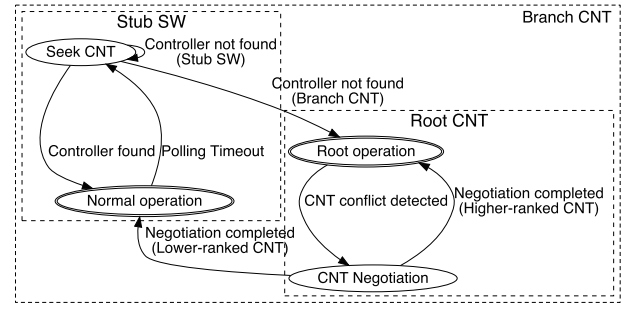 Stub SW
Branch CNT
Seek CNT
Controller not found
(Stub SW)
Controller not found
(Branch CNT)
Root CNT
Controller found
Polling Timeout
Root operation
Normal operation
CNT conflict detected
Negotiation completed
(Higher-ranked CNT)
Negotiation completed
(Lower-ranked CNT)
CNT Negotiation